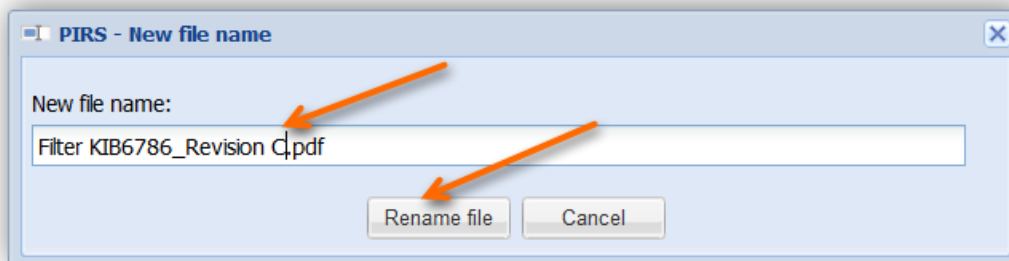 PIRS - New file name
New file name:
Filter KIB6786_Revision C.pdf
Rename file Cancel